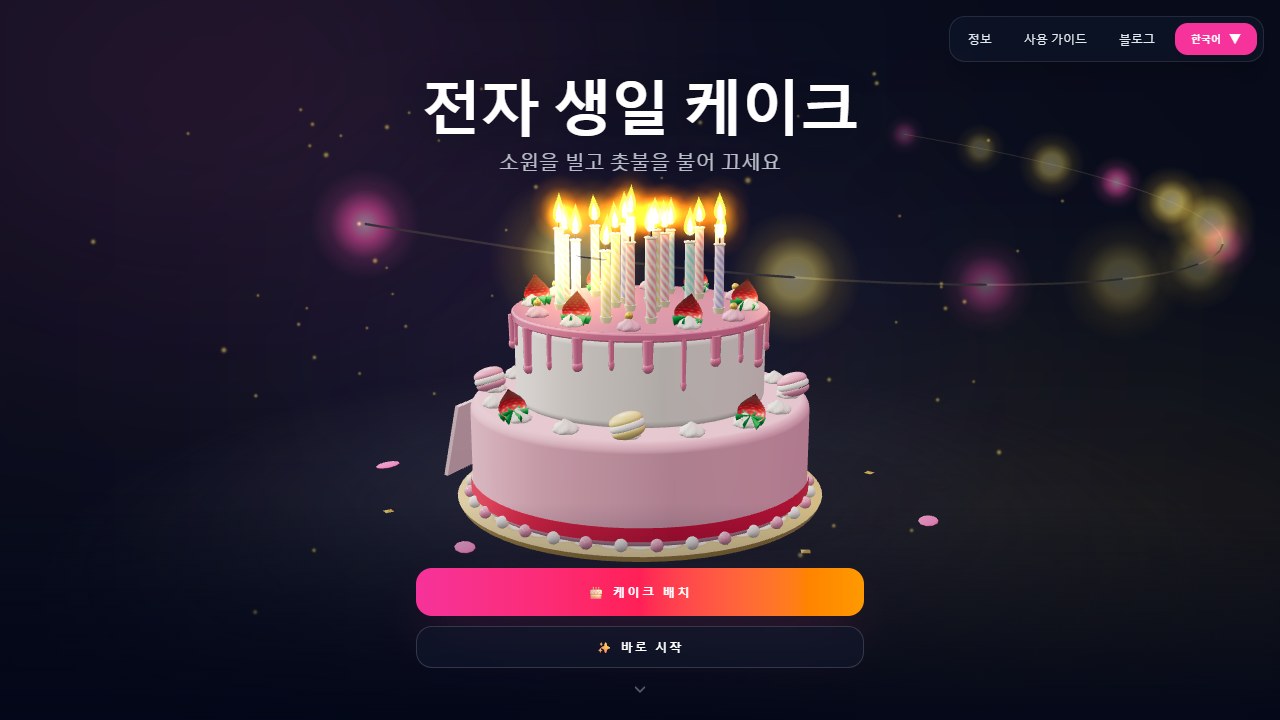 정보
사용 가이드
블로그
한국어 ▼
전자 생일 케이크
소원을 빌고 촛불을 불어 끄세요
🎂 케이크 배치
✨ 바로 시작